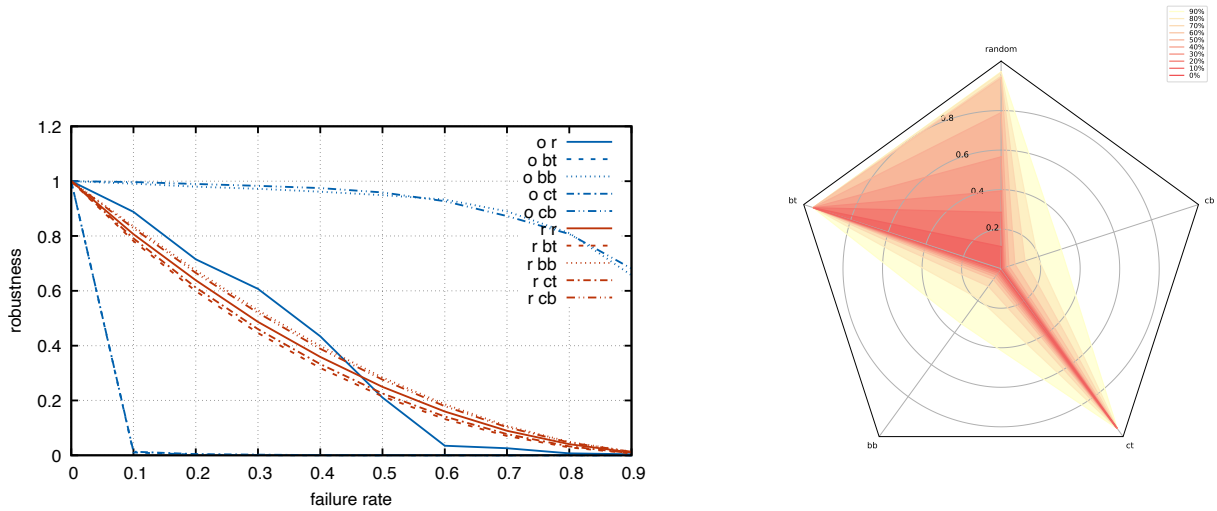 1.2
1
0.8
0.6
0.4
0.2
0
0
0.1
0.2
0.3
0.4
0.5
0.6
0.7
0.8
0.9
robustness
failure rate
o r
o bt
o bb
o ct
o cb
r r
r bt
r bb
r ct
r cb
90%
80%
70%
60%
50%
40%
30%
20%
10%
0%
random
cb
ct
bb
bt
0.8
0.6
0.4
0.2